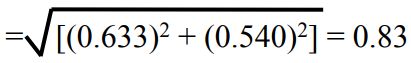 =√[(0.633)² + (0.540)²] = 0.83